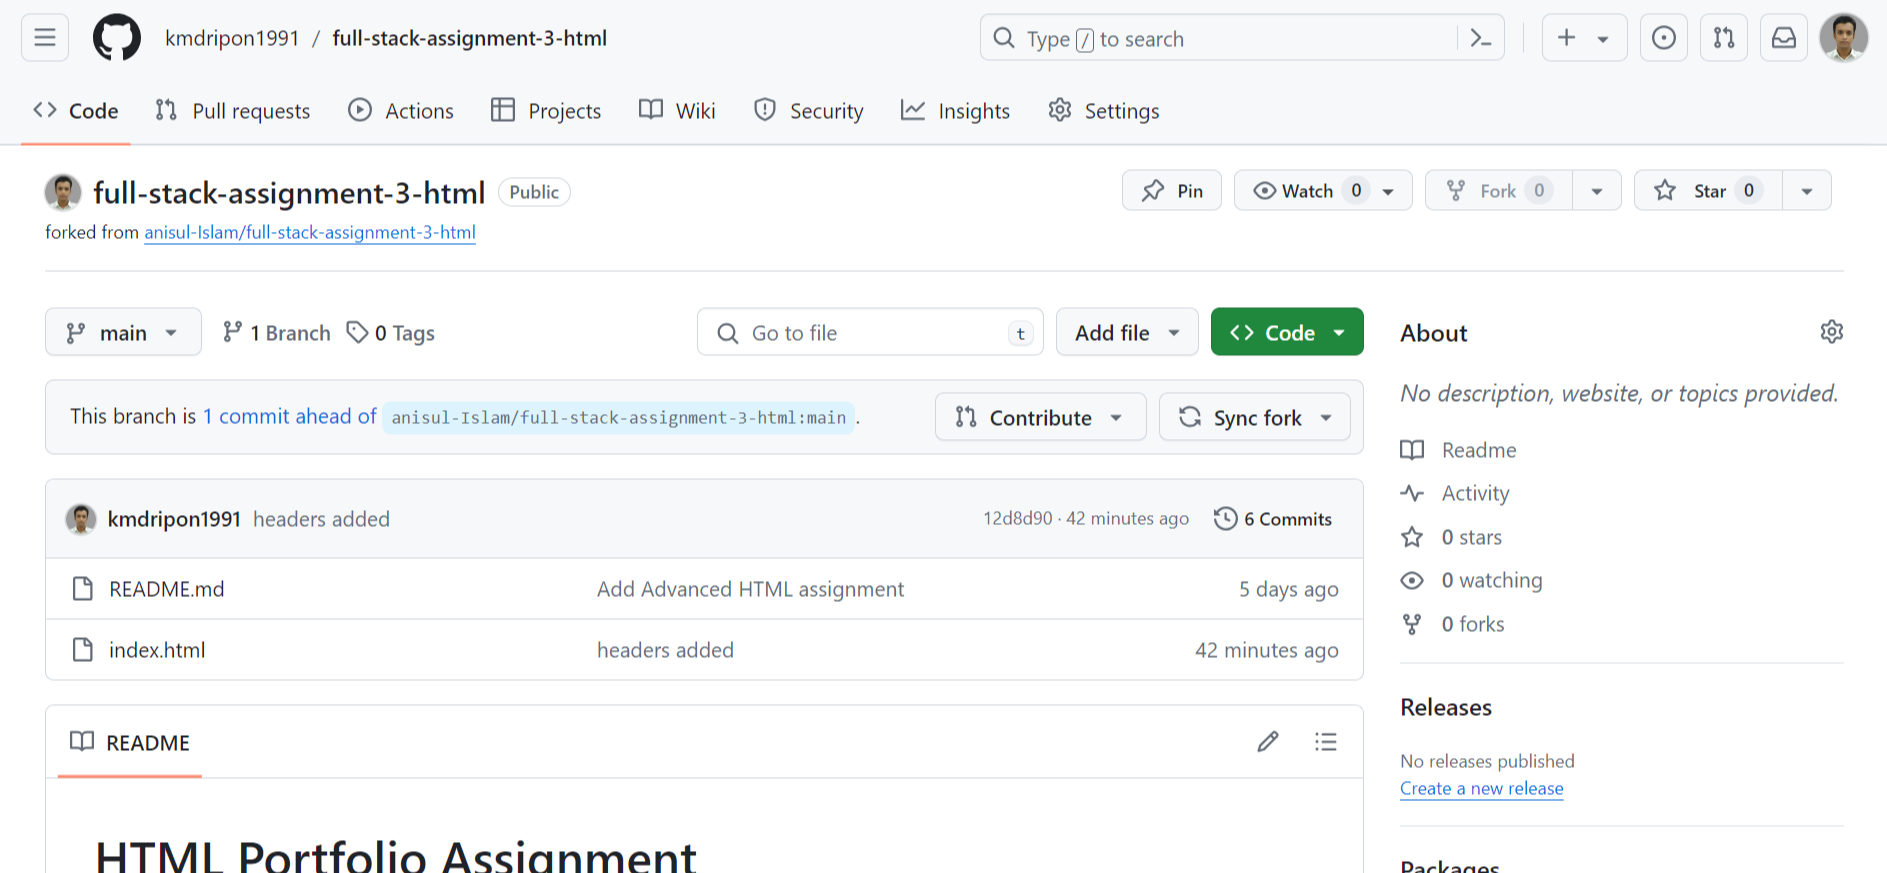 kmdripon1991 / full-stack-assignment-3-html
Type / to search
Code Pull requests Actions Projects Wiki Security Insights Settings
full-stack-assignment-3-html Public
Pin Watch 0 Fork 0 Star 0
forked from anisul-Islam/full-stack-assignment-3-html
main 1 Branch 0 Tags Go to file t Add file Code
This branch is 1 commit ahead of anisul-Islam/full-stack-assignment-3-html:main . Contribute Sync fork
kmdripon1991 headers added 12d8d90 · 42 minutes ago 6 Commits
README.md Add Advanced HTML assignment 5 days ago
index.html headers added 42 minutes ago
README
HTML Portfolio Assignment
About
No description, website, or topics provided.
Readme
Activity
0 stars
0 watching
0 forks
Releases
No releases published
Create a new release
Packages